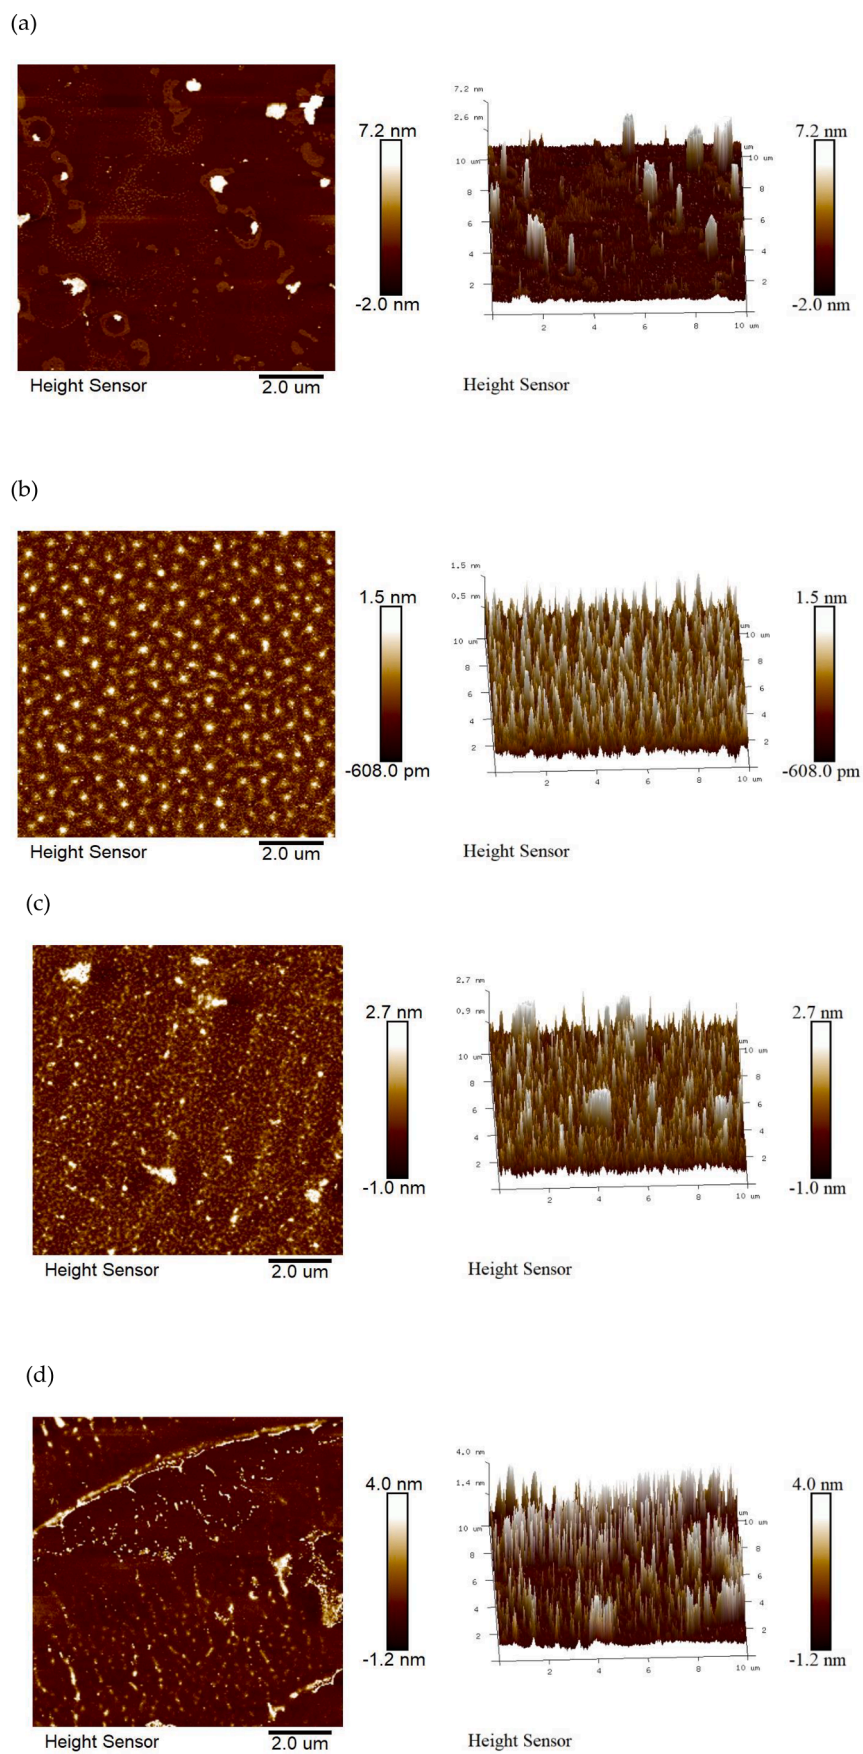 (a)
7.2 nm
-2.0 nm
Height Sensor
2.0 um
7.2 nm
2.6 nm
10 um
8
6
4
2
2
4
6
8
10 um
um
10 um
8
6
4
2
7.2 nm
-2.0 nm
Height Sensor
(b)
1.5 nm
-608.0 pm
Height Sensor
2.0 um
1.5 nm
0.5 nm
10 um
8
6
4
2
2
4
6
8
10 um
um
10 um
8
6
4
2
1.5 nm
-608.0 pm
Height Sensor
(c)
2.7 nm
-1.0 nm
Height Sensor
2.0 um
2.7 nm
0.9 nm
10 um
8
6
4
2
2
4
6
8
10 um
um
10 um
8
6
4
2
2.7 nm
-1.0 nm
Height Sensor
(d)
4.0 nm
-1.2 nm
Height Sensor
2.0 um
4.0 nm
1.4 nm
10 um
8
6
4
2
2
4
6
8
10 um
um
10 um
8
6
4
2
4.0 nm
-1.2 nm
Height Sensor